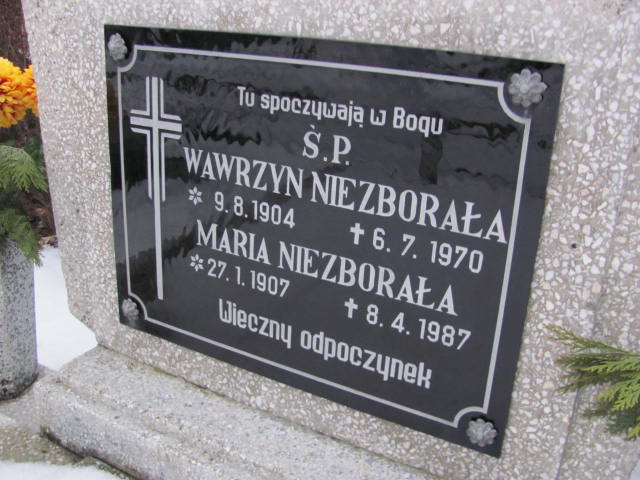 Tu spoczywają w Bogu
Ś.P.
WAWRZYN NIEZBORAŁA
9.8.1904 6.7.1970
MARIA NIEZBORAŁA
27.1.1907 8.4.1987
Wieczny odpoczynek